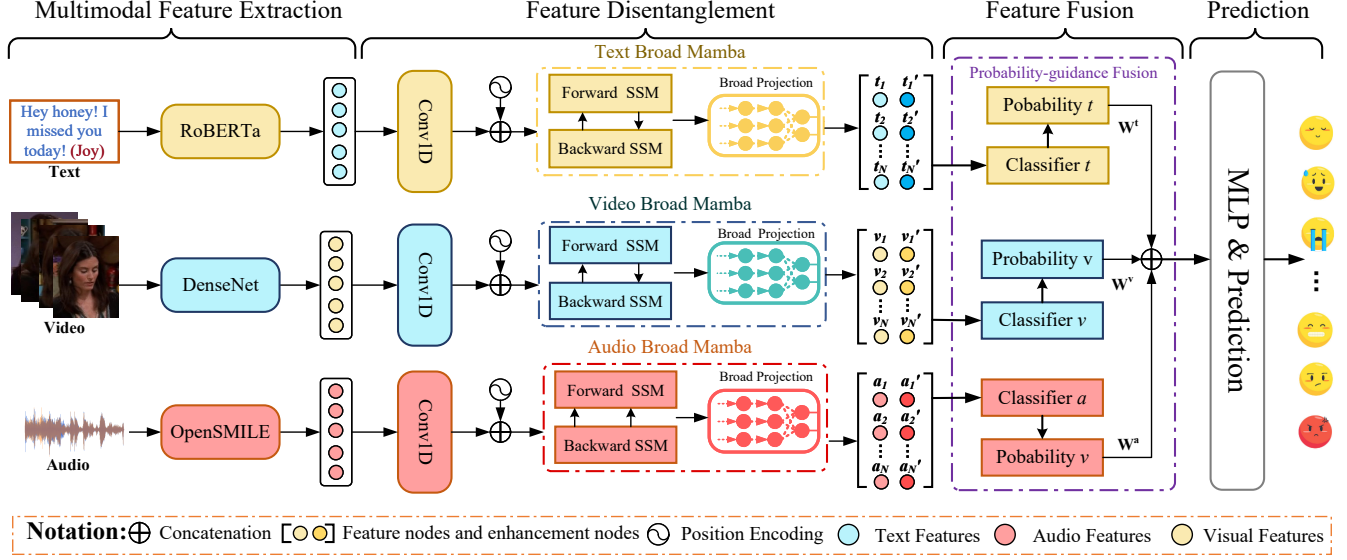 Multimodal Feature Extraction
Feature Disentanglement
Feature Fusion
Prediction
Hey honey! I
missed you
today! (Joy)
Text
RoBERTa
Conv1D
Text Broad Mamba
Forward SSM
Backward SSM
Broad Projection
t1 t1'
t2 t2'
tN tN'
Probability-guidance Fusion
Pobability t
Classifier t
Wᵗ
Video
DenseNet
Conv1D
Video Broad Mamba
Forward SSM
Backward SSM
Broad Projection
v1 v1'
v2 v2'
vN vN'
Probability v
Classifier v
Wᵛ
Audio
OpenSMILE
Conv1D
Audio Broad Mamba
Forward SSM
Backward SSM
Broad Projection
a1 a1'
a2 a2'
aN aN'
Classifier a
Pobability v
Wᵃ
MLP & Prediction
Notation:
Concatenation
Feature nodes and enhancement nodes
Position Encoding
Text Features
Audio Features
Visual Features